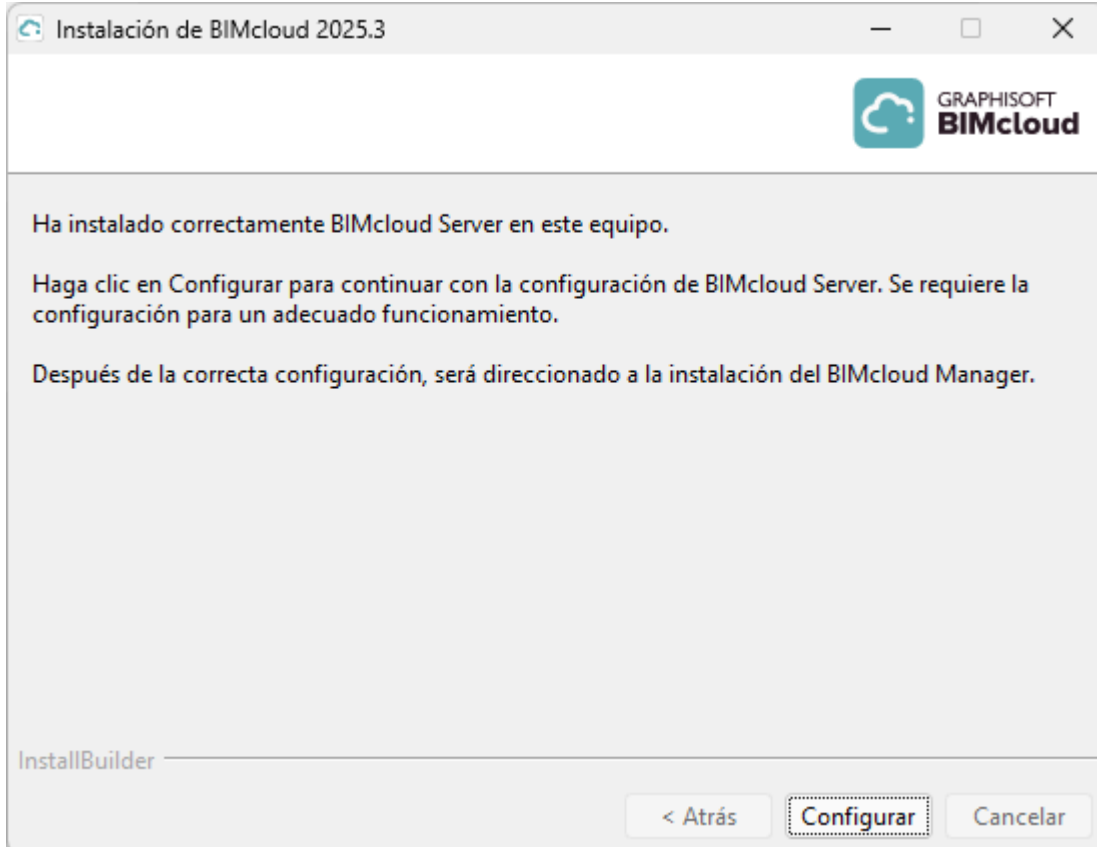 Instalación de BIMcloud 2025.3
GRAPHISOFT
BIMcloud
Ha instalado correctamente BIMcloud Server en este equipo.
Haga clic en Configurar para continuar con la configuración de BIMcloud Server. Se requiere la
configuración para un adecuado funcionamiento.
Después de la correcta configuración, será direccionado a la instalación del BIMcloud Manager.
InstallBuilder
< Atrás Configurar Cancelar